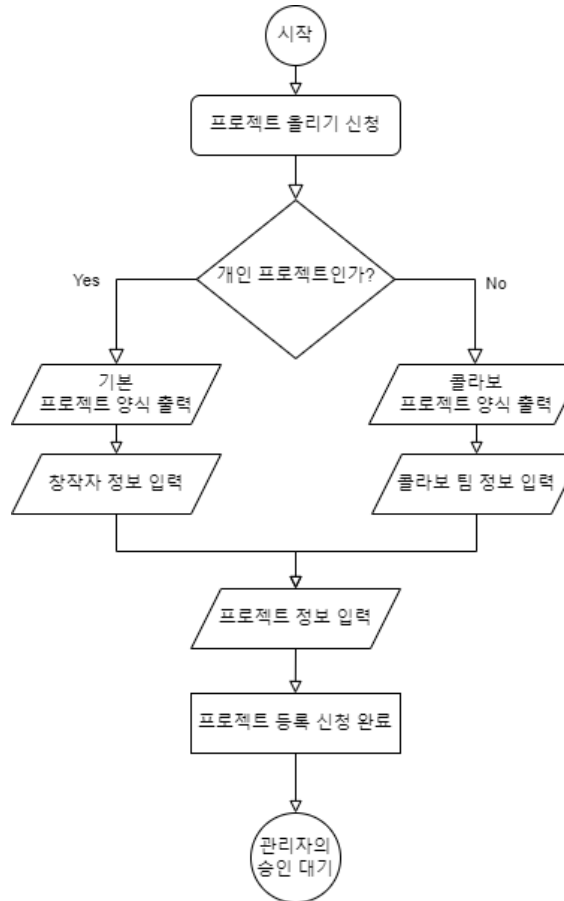 시작
프로젝트 올리기 신청
개인 프로젝트인가?
Yes
No
기본
프로젝트 양식 출력
콜라보
프로젝트 양식 출력
창작자 정보 입력
콜라보 팀 정보 입력
프로젝트 정보 입력
프로젝트 등록 신청 완료
관리자의
승인 대기